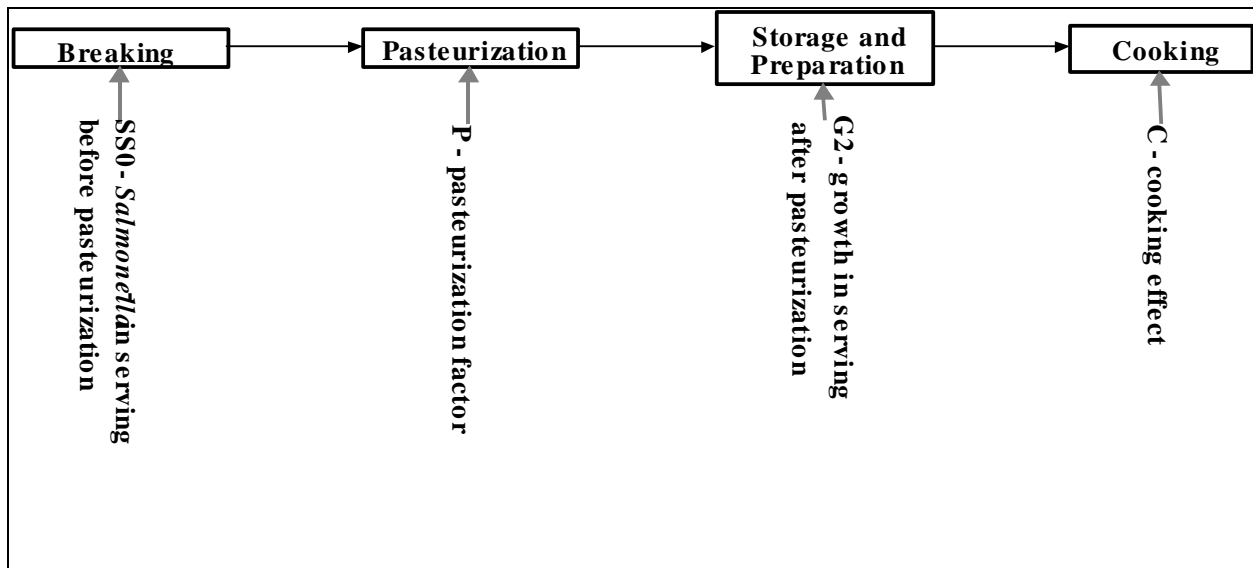 Breaking
Pasteurization
Storage and
Preparation
Cooking
SS0- Salmonella in serving
before pasteurization
P - pasteurization factor
G2 - growth in serving
after pasteurization
C - cooking effect